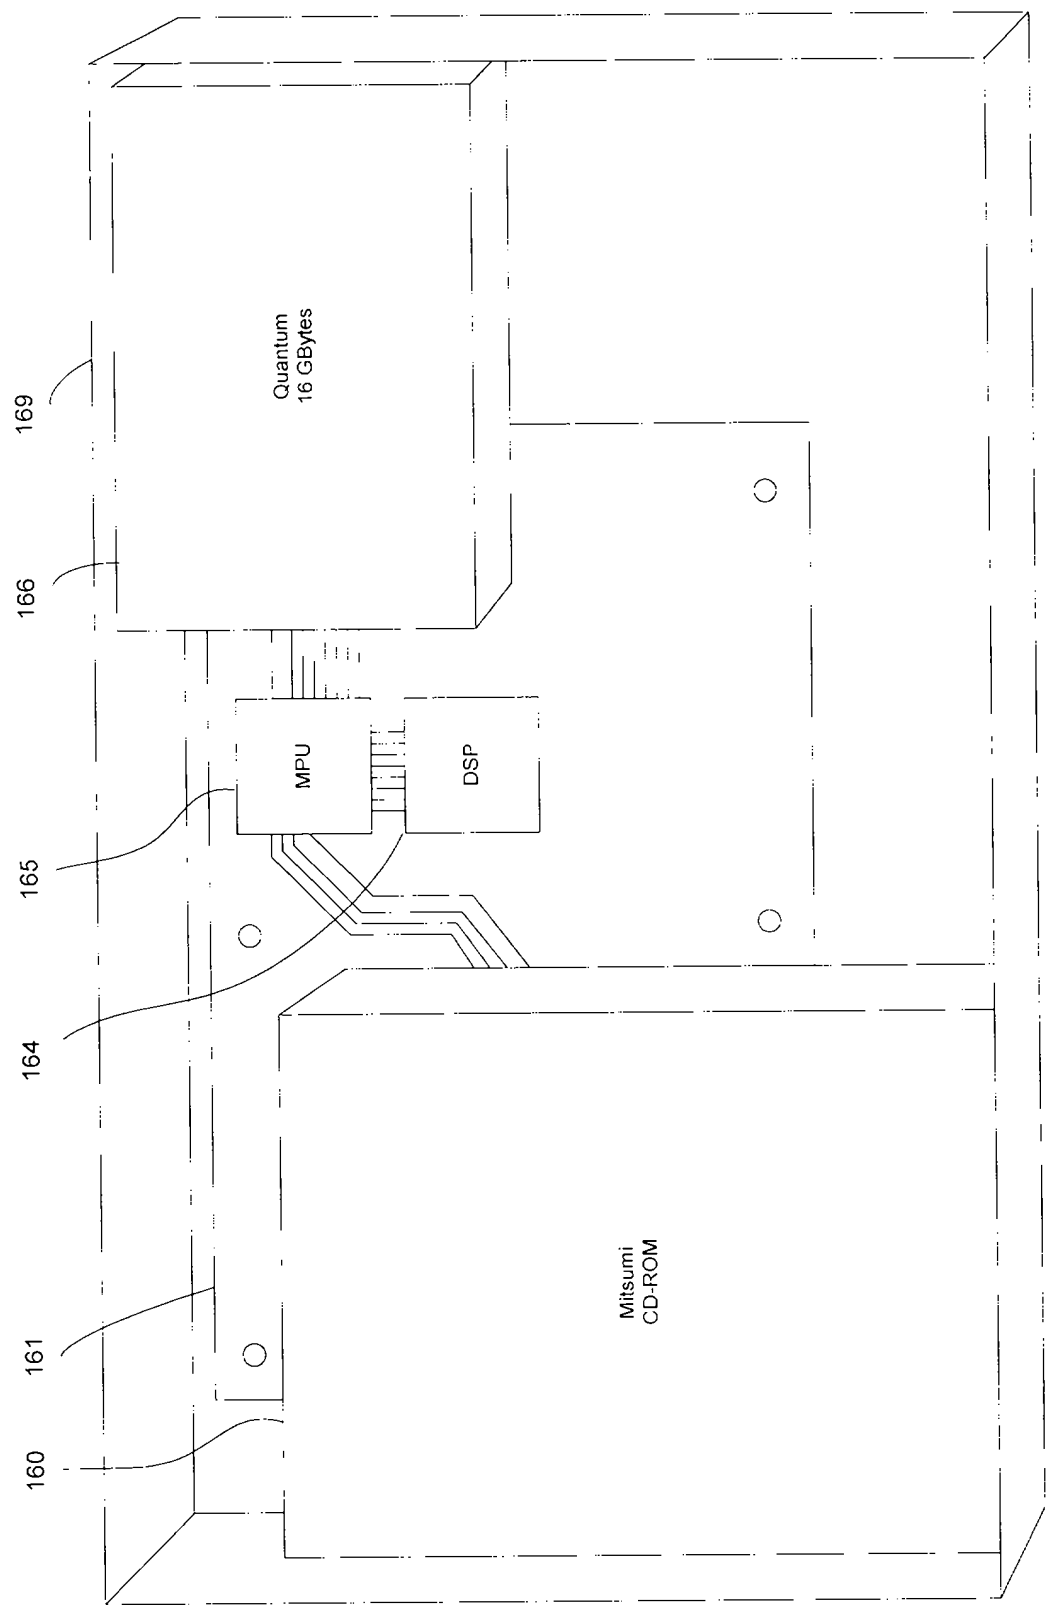 160
161
164
165
166
169
Mitsumi
CD-ROM
MPU
DSP
Quantum
16 GBytes